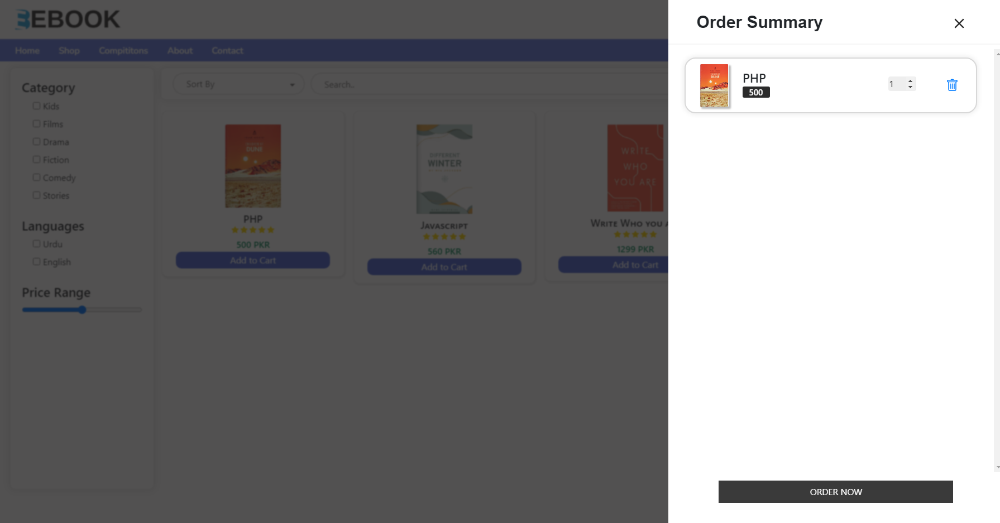 EBOOK
Home Shop Compititons About Contact
Category
Kids
Films
Drama
Fiction
Comedy
Stories
Languages
Urdu
English
Price Range
Sort By
Search..
DUNE
PHP
500 PKR
Add to Cart
DIFFERENT
WINTER
Javascript
560 PKR
Add to Cart
WRITE
WHO
YOU ARE
Write Who you A
1299 PKR
Add to Cart
Order Summary
DUNE
PHP
500
1
ORDER NOW